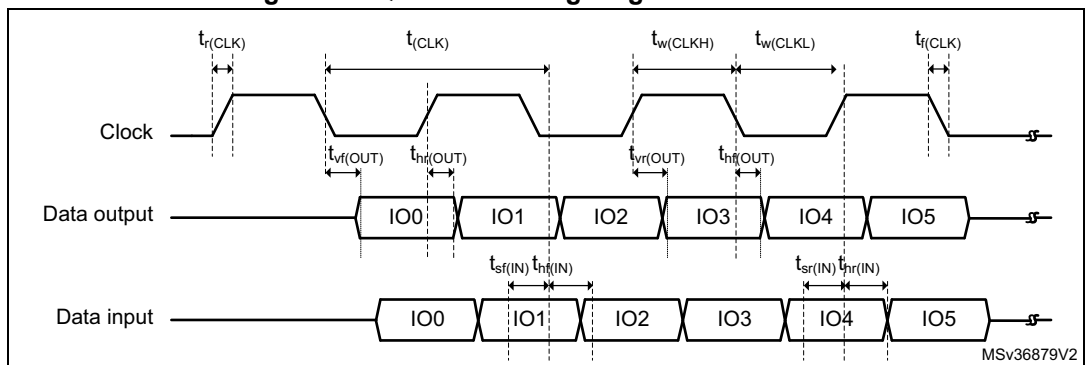 t_r(CLK) t_(CLK) t_w(CLKH) t_w(CLKL) t_f(CLK)
Clock
t_vf(OUT) t_hr(OUT) t_vr(OUT) t_hf(OUT)
Data output IO0 IO1 IO2 IO3 IO4 IO5
t_sf(IN) t_hf(IN) t_sr(IN) t_hr(IN)
Data input IO0 IO1 IO2 IO3 IO4 IO5
MSv36879V2